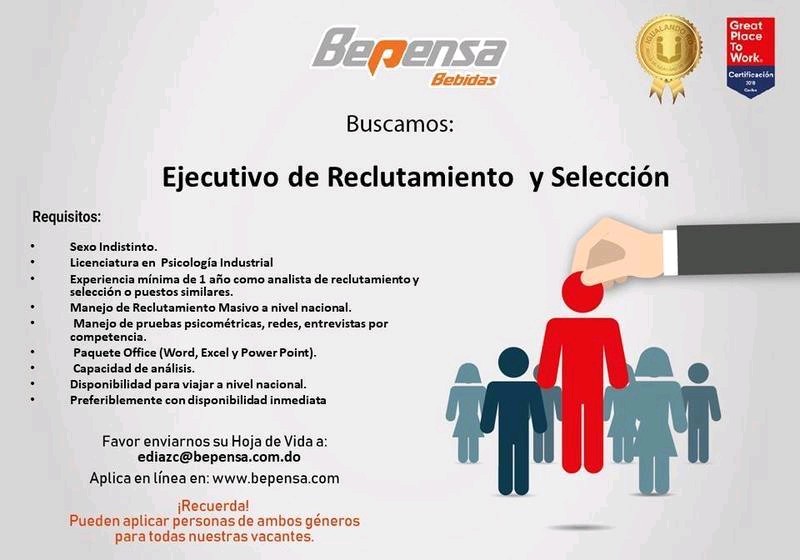 Bepensa
Bebidas
IGUALANDO RD
Great
Place
To
Work.
Certificación
2018
Caribe
Buscamos:
Ejecutivo de Reclutamiento y Selección
Requisitos:
• Sexo Indistinto.
• Licenciatura en Psicología Industrial
• Experiencia mínima de 1 año como analista de reclutamiento y
selección o puestos similares.
• Manejo de Reclutamiento Masivo a nivel nacional.
• Manejo de pruebas psicométricas, redes, entrevistas por
competencia.
• Paquete Office (Word, Excel y Power Point).
• Capacidad de análisis.
• Disponibilidad para viajar a nivel nacional.
• Preferiblemente con disponibilidad inmediata
Favor enviarnos su Hoja de Vida a:
ediazc@bepensa.com.do
Aplica en línea en: www.bepensa.com
¡Recuerda!
Pueden aplicar personas de ambos géneros
para todas nuestras vacantes.